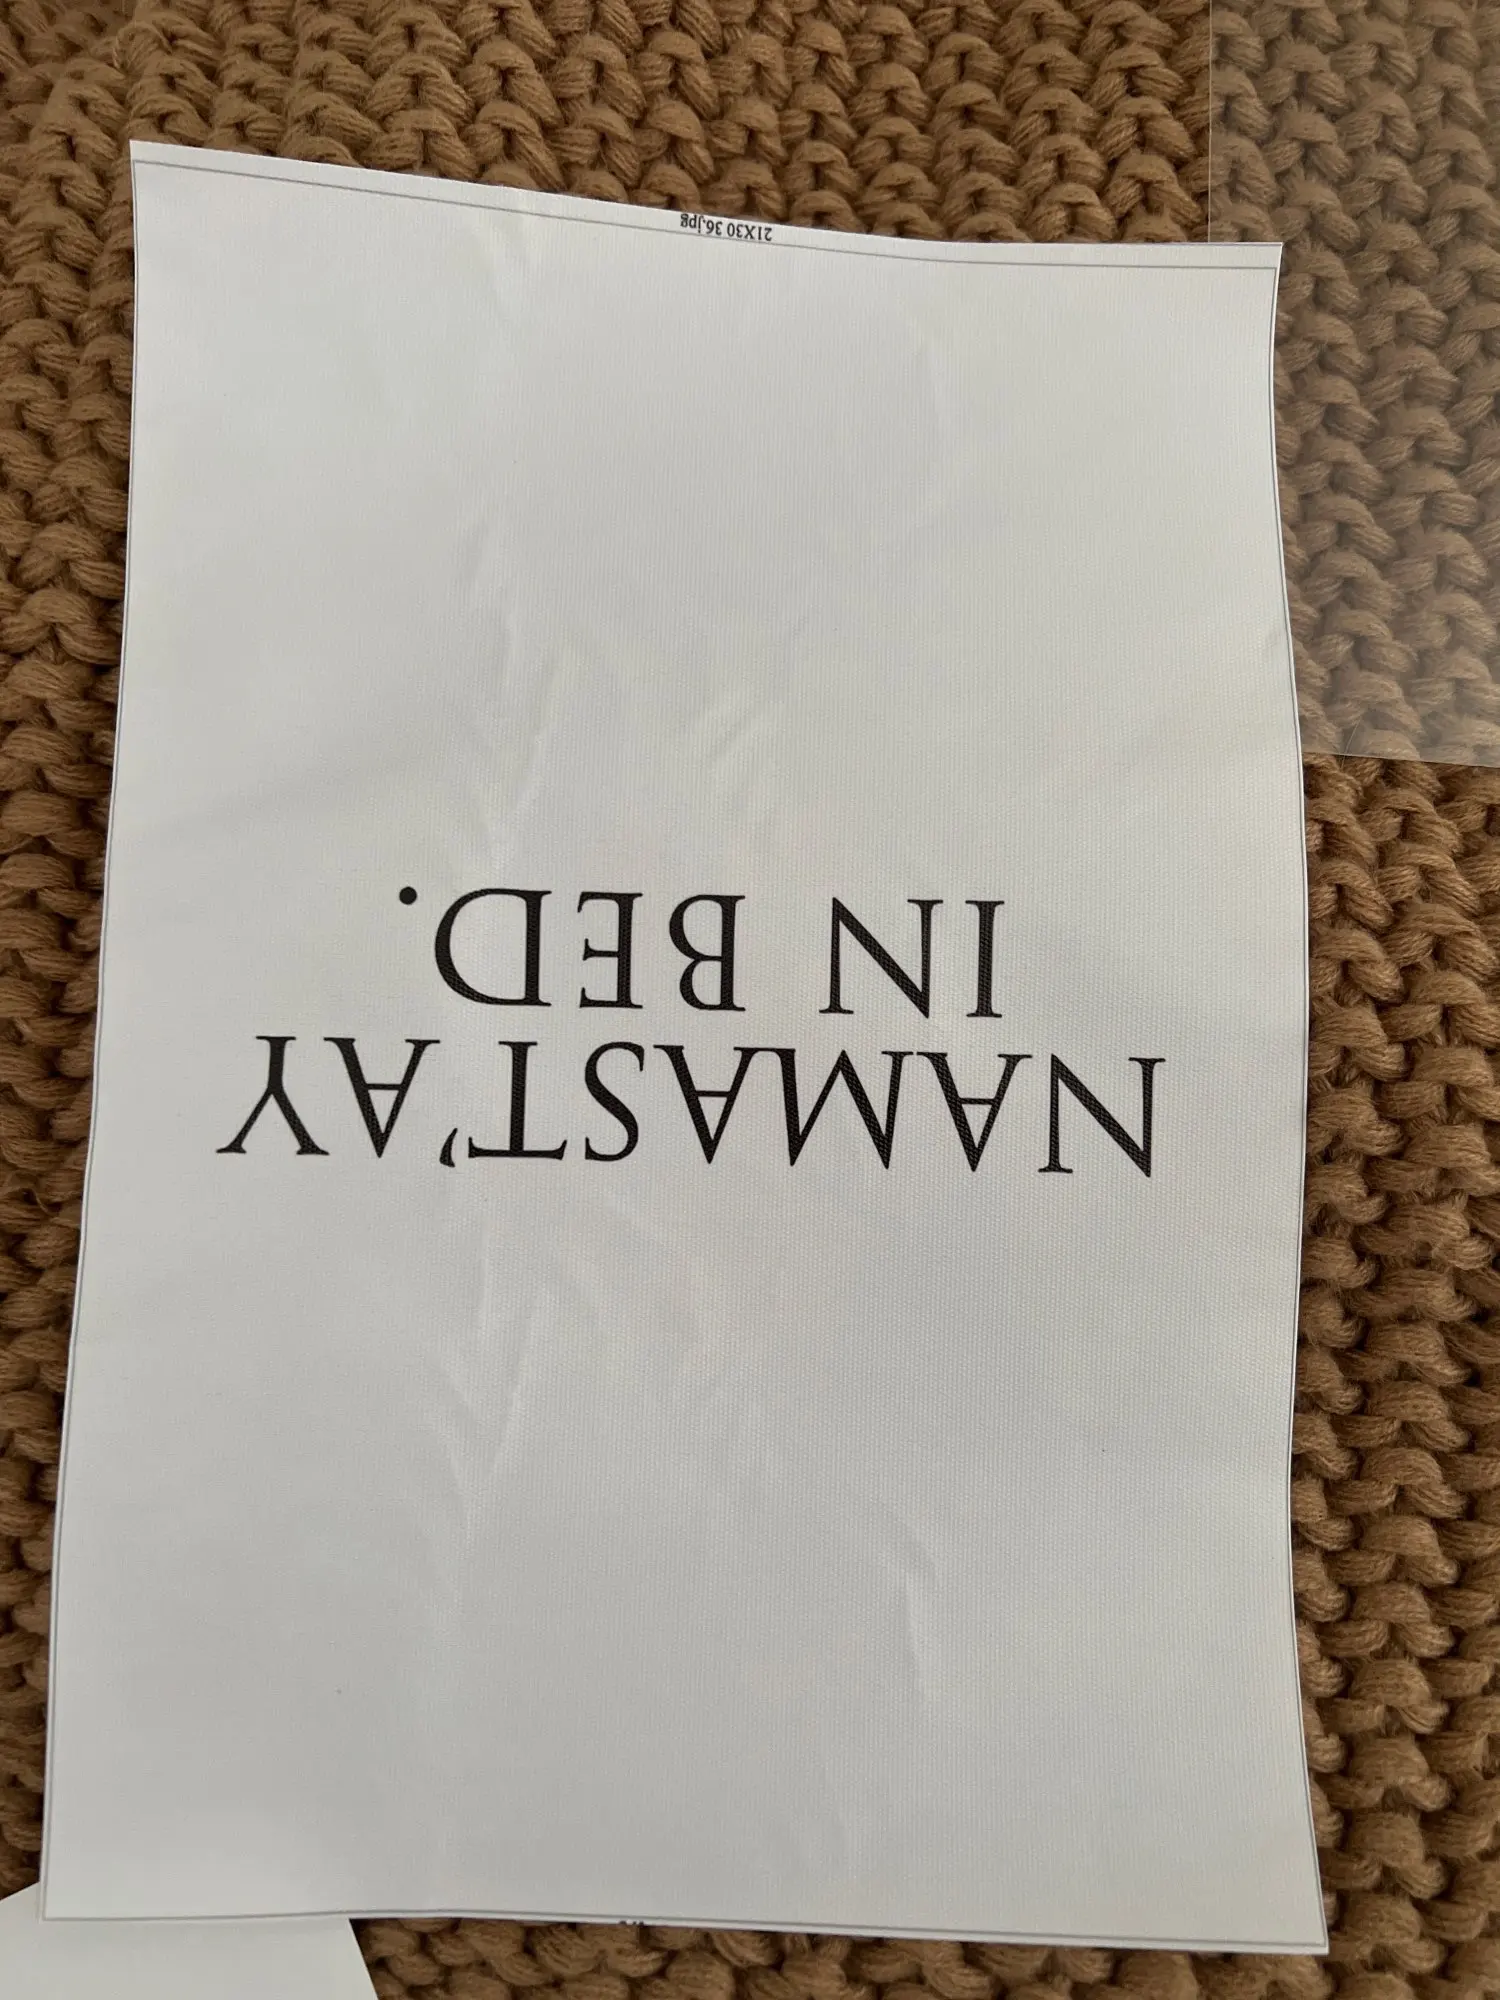 NAMAST'AY
IN BED.
21X30 36.jpg